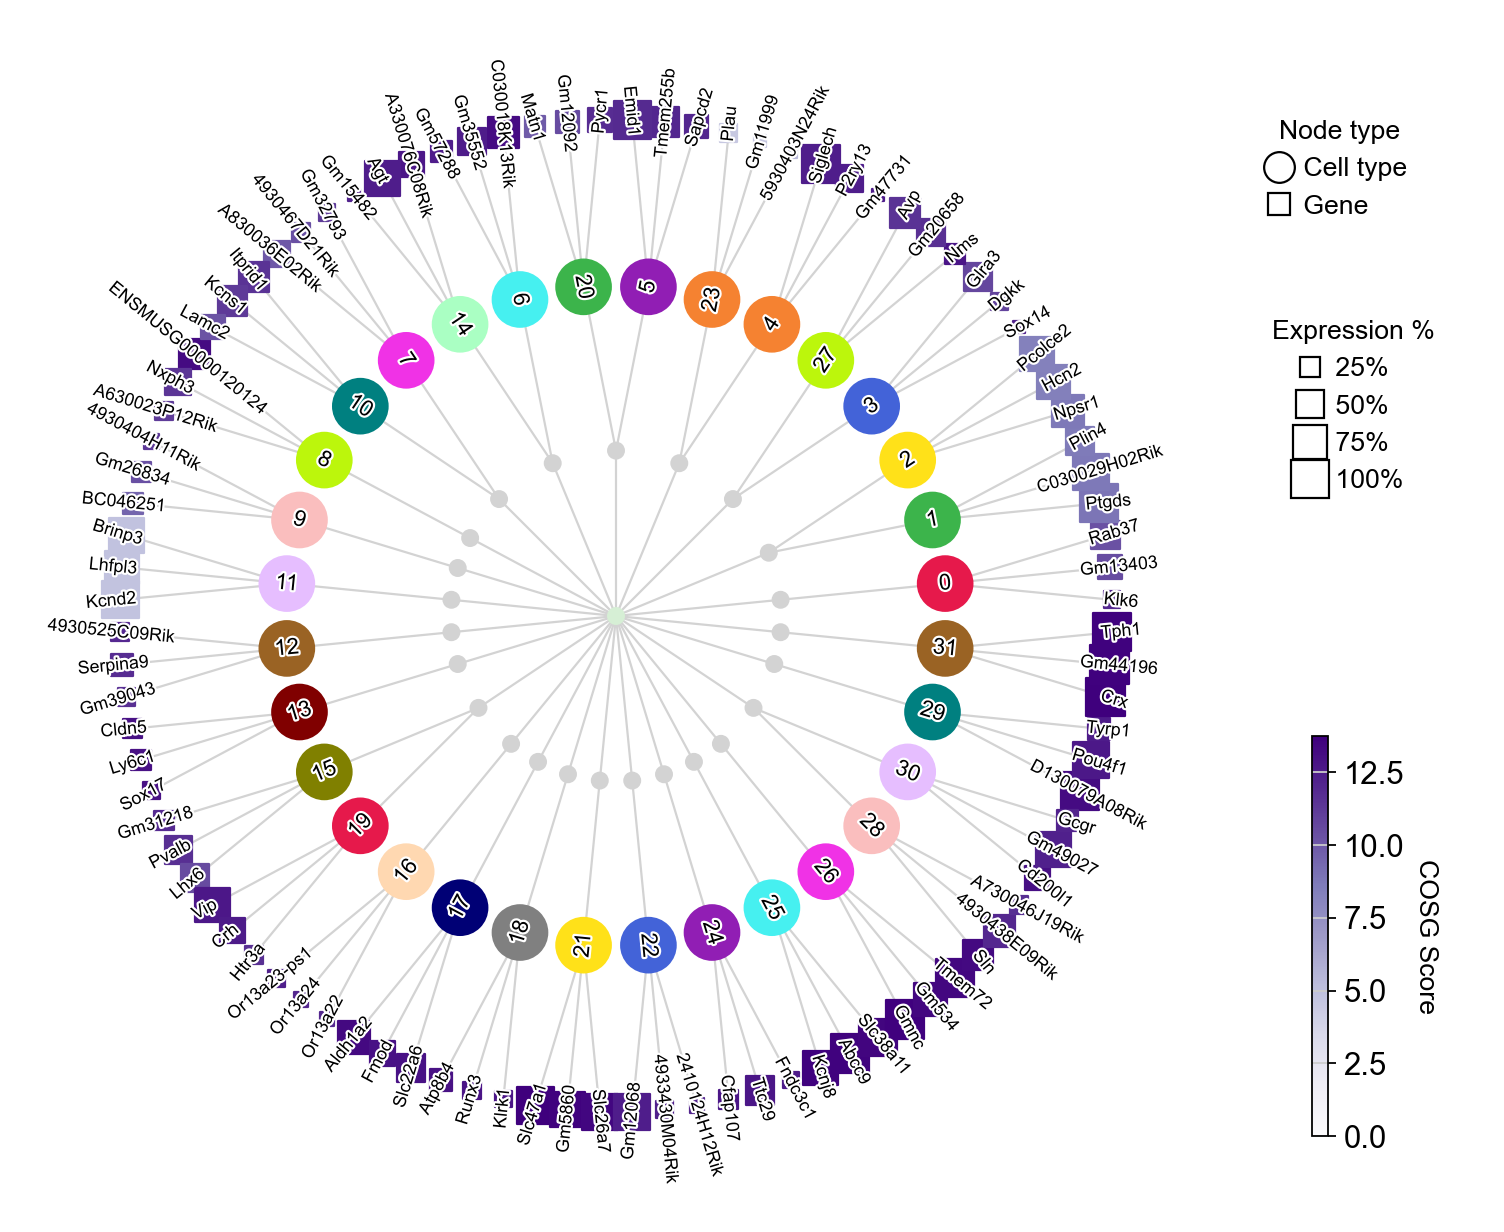 Node type
Cell type
Gene
Expression %
25%
50%
75%
100%
COSG Score
12.5
10.0
7.5
5.0
2.5
0.0
0
1
2
3
27
4
23
5
20
6
14
7
10
8
9
11
12
13
15
19
16
17
18
21
22
24
25
26
28
30
29
31
Klk6
Gm13403
Rab37
Ptgds
C030029H02Rik
Plin4
Npsr1
Hcn2
Pcolce2
Sox14
Dgkk
Glra3
Nms
Gm20658
Avp
Gm47731
P2ry13
Siglech
5930403N24Rik
Gm11999
Plau
Sapcd2
Tmem255b
Emid1
Pycr1
Gm12092
Matn1
C030018K13Rik
Gm35552
Gm57288
A330076C08Rik
Agt
Gm15482
Gm32793
4930467D21Rik
A830036E02Rik
Itprid1
Kcns1
Lamc2
ENSMUSG00000120124
Nxph3
A630023P12Rik
4930404H11Rik
Gm26834
BC046251
Brinp3
Lhfpl3
Kcnd2
4930525C09Rik
Serpina9
Gm39043
Cldn5
Ly6c1
Sox17
Gm31218
Pvalb
Lhx6
Vip
Crh
Htr3a
Or13a23-ps1
Or13a24
Or13a22
Aldh1a2
Fmod
Slc22a6
Atp8b4
Runx3
Klrk1
Slc47a1
Gm5860
Slc26a7
Gm12068
4933430M04Rik
2410124H12Rik
Cfap107
Ttc29
Fndc3c1
Kcnj8
Abcc9
Slc38a11
Gmnc
Gm534
Tmem72
Sln
4930438E09Rik
A730046J19Rik
Cd200l1
Gm49027
Gcgr
D130079A08Rik
Pou4f1
Tyrp1
Crx
Gm44196
Tph1